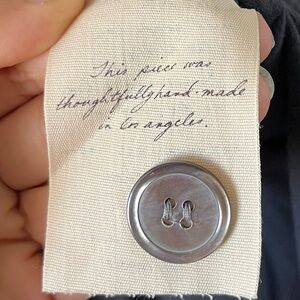 This piece was
thoughtfully hand-made
in los angeles.